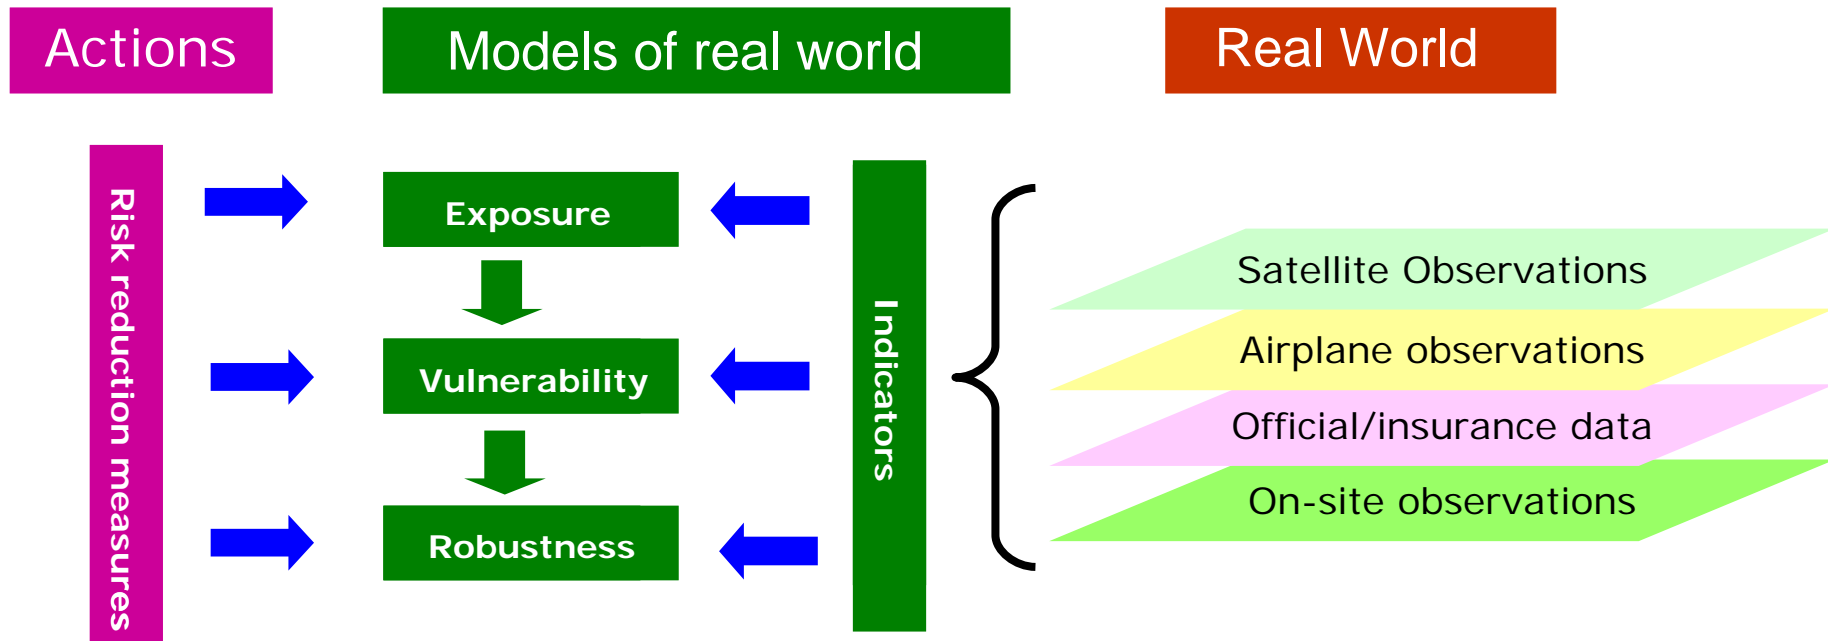 Actions
Models of real world
Real World
Risk reduction measures
Exposure
Vulnerability
Robustness
Indicators
Satellite Observations
Airplane observations
Official/insurance data
On-site observations